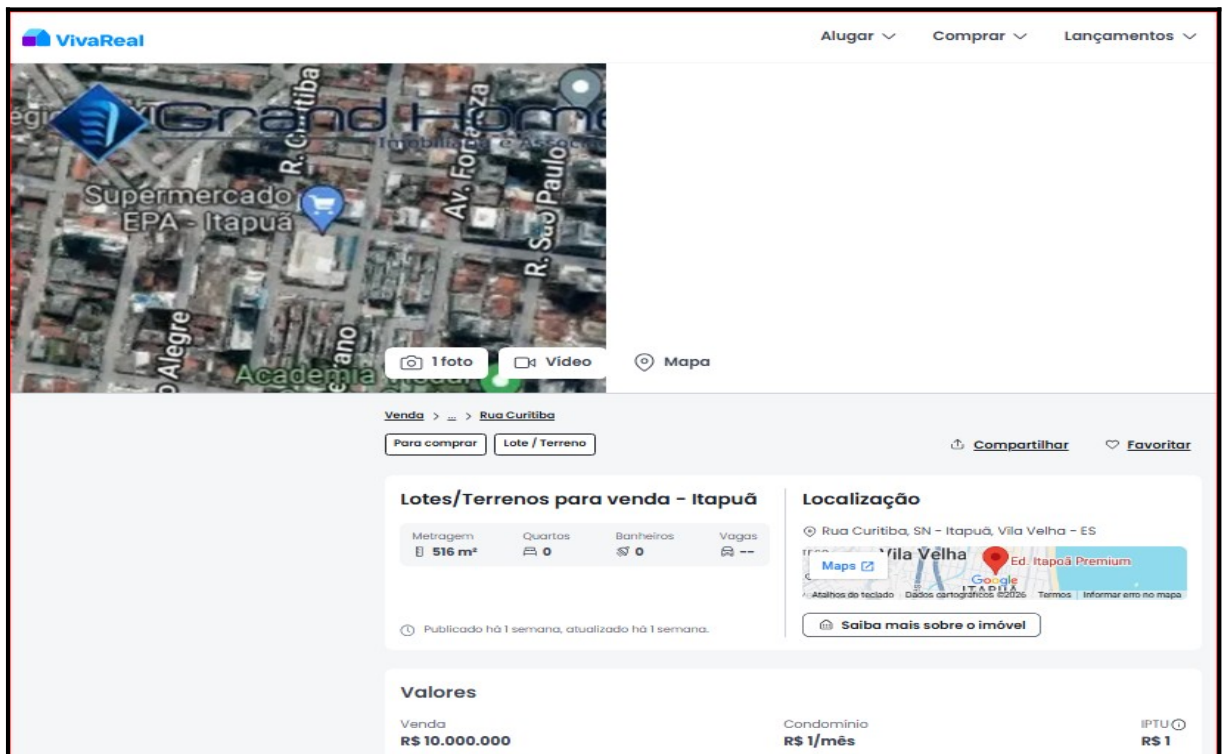 VivaReal
Alugar Comprar Lançamentos
Grand Home
Imobiliária e Associ
R. Curitiba
Av. Fortaleza
R. São Paulo
Supermercado
EPA - Itapuã
o Alegre
ano
Academia
1 foto Vídeo Mapa
Venda > ... > Rua Curitiba
Para comprar Lote / Terreno
Compartilhar Favoritar
Lotes/Terrenos para venda - Itapuã
Metragem Quartos Banheiros Vagas
516 m² 0 0 --
Publicado há 1 semana, atualizado há 1 semana.
Localização
Rua Curitiba, SN - Itapuã, Vila Velha - ES
Maps
Vila Velha
Ed. Itapoã Premium
Google
ITAPUÃ
Atalhos do teclado Dados cartográficos ©2026 Termos Informar erro no mapa
Saiba mais sobre o imóvel
Valores
Venda Condomínio IPTU
R$ 10.000.000 R$ 1/mês R$ 1